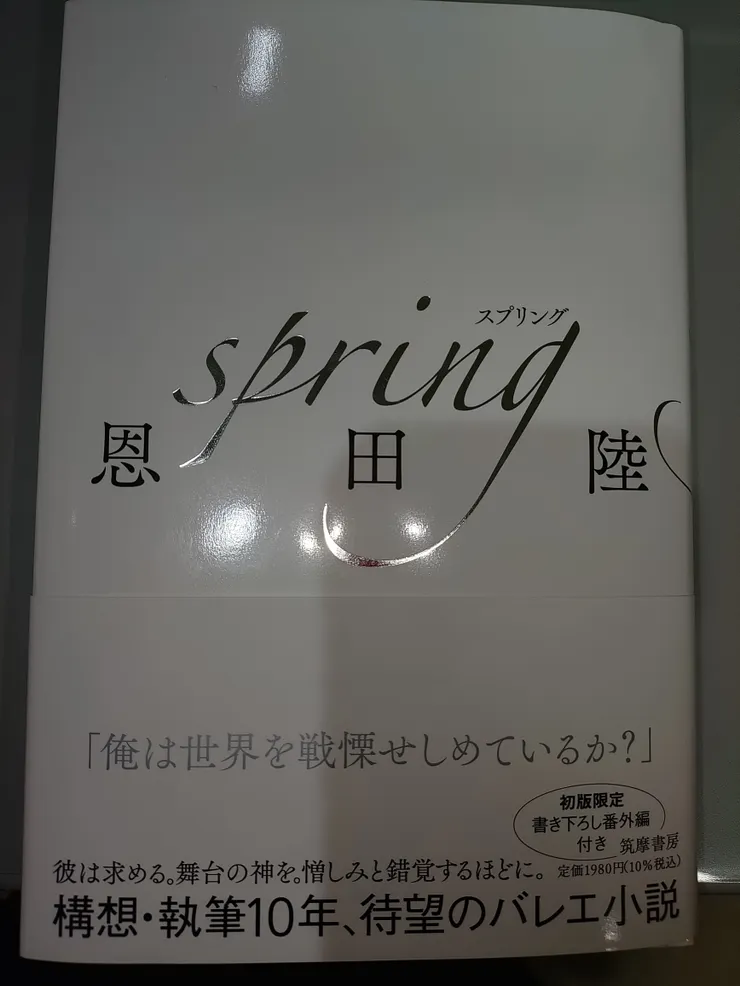 スプリング
spring
恩田陸
「俺は世界を戦慄せしめているか?」
初版限定
書き下ろし番外編
付き
筑摩書房
定価1980円(10%税込)
彼は求める。舞台の神を。憎しみと錯覚するほどに。
構想・執筆10年、待望のバレエ小説